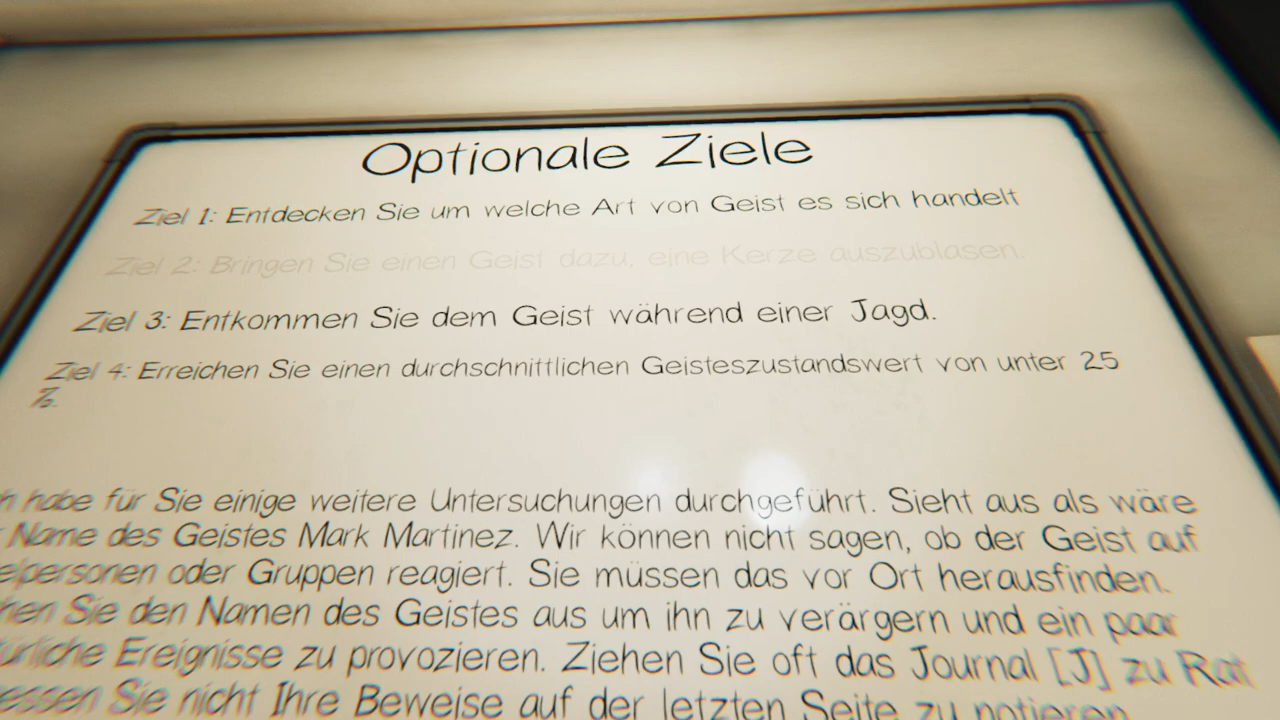 Optionale Ziele
Ziel 1: Entdecken Sie um welche Art von Geist es sich handelt
Ziel 2: Bringen Sie einen Geist dazu, eine Kerze auszublasen.
Ziel 3: Entkommen Sie dem Geist während einer Jagd.
Ziel 4: Erreichen Sie einen durchschnittlichen Geisteszustandswert von unter 25
%.
habe für Sie einige weitere Untersuchungen durchgeführt. Sieht aus als wäre
Name des Geistes Mark Martinez. Wir können nicht sagen, ob der Geist auf
elpersonen oder Gruppen reagiert. Sie müssen das vor Ort herausfinden.
hen Sie den Namen des Geistes aus um ihn zu verärgern und ein paar
türliche Ereignisse zu provozieren. Ziehen Sie oft das Journal [J] zu Rat
essen Sie nicht Ihre Beweise auf der letzten Seite zu notieren